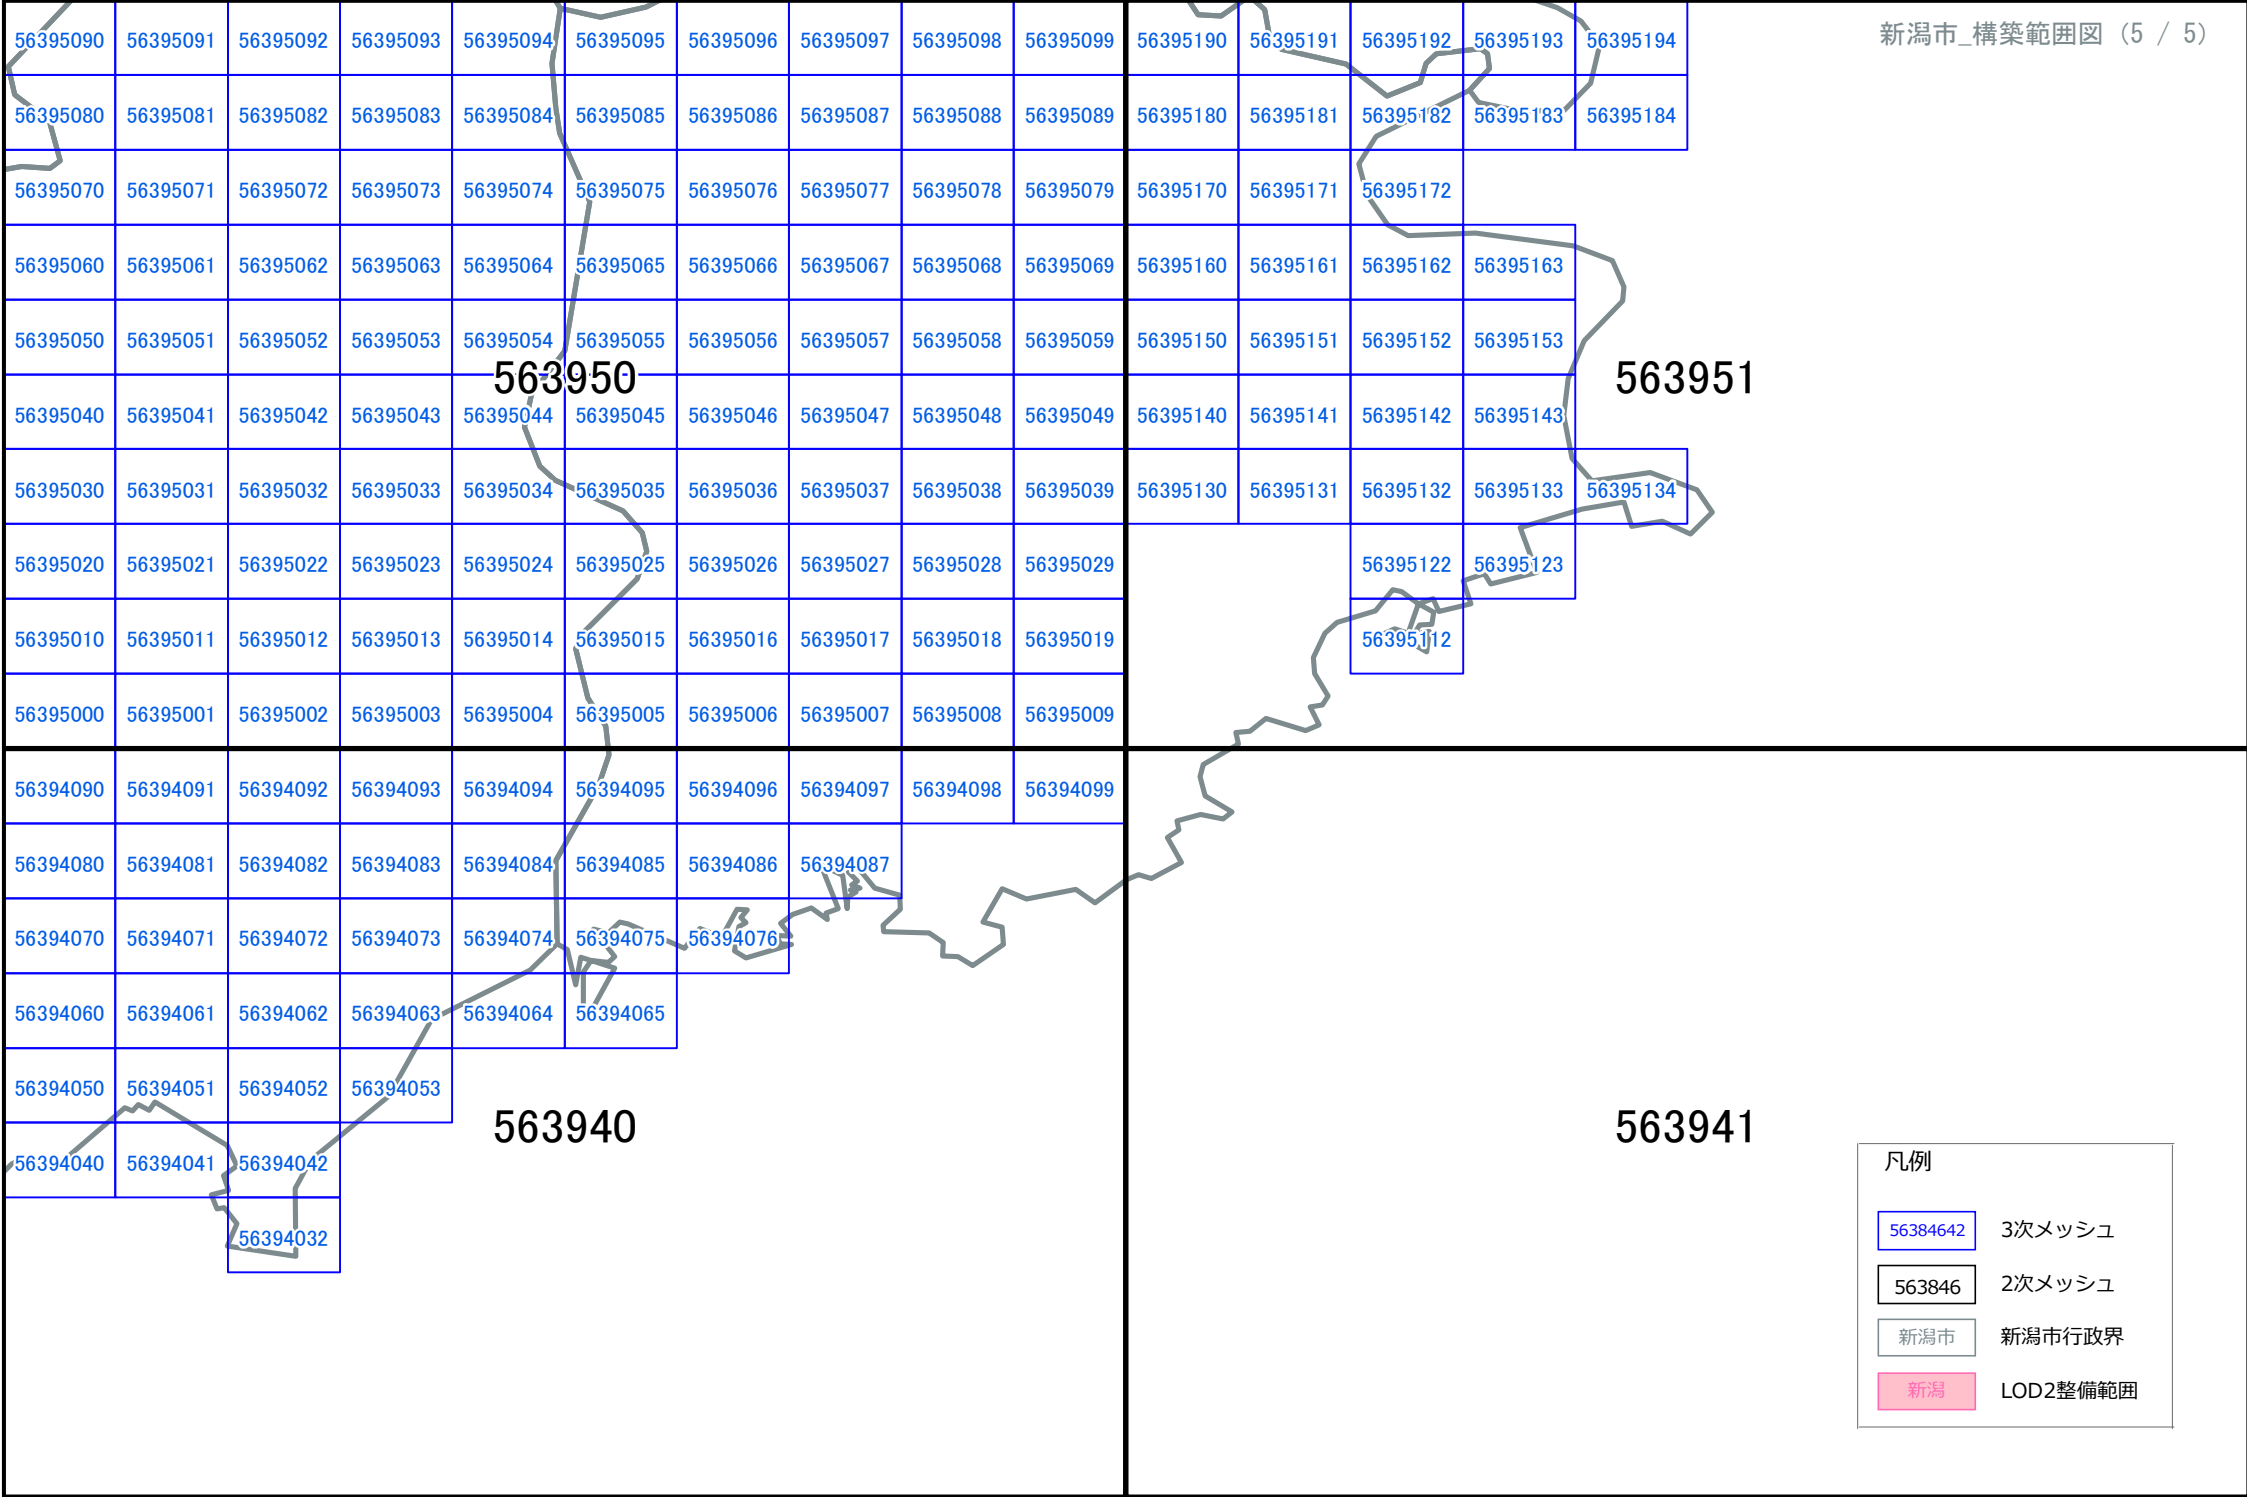 新潟市_構築範囲図 (5 / 5)
56395090 56395091 56395092 56395093 56395094 56395095 56395096 56395097 56395098 56395099 56395190 56395191 56395192 56395193 56395194
56395080 56395081 56395082 56395083 56395084 56395085 56395086 56395087 56395088 56395089 56395180 56395181 56395182 56395183 56395184
56395070 56395071 56395072 56395073 56395074 56395075 56395076 56395077 56395078 56395079 56395170 56395171 56395172
56395060 56395061 56395062 56395063 56395064 56395065 56395066 56395067 56395068 56395069 56395160 56395161 56395162 56395163
56395050 56395051 56395052 56395053 56395054 56395055 56395056 56395057 56395058 56395059 56395150 56395151 56395152 56395153
563950 563951
56395040 56395041 56395042 56395043 56395044 56395045 56395046 56395047 56395048 56395049 56395140 56395141 56395142 56395143
56395030 56395031 56395032 56395033 56395034 56395035 56395036 56395037 56395038 56395039 56395130 56395131 56395132 56395133 56395134
56395020 56395021 56395022 56395023 56395024 56395025 56395026 56395027 56395028 56395029 56395122 56395123
56395010 56395011 56395012 56395013 56395014 56395015 56395016 56395017 56395018 56395019 56395112
56395000 56395001 56395002 56395003 56395004 56395005 56395006 56395007 56395008 56395009
56394090 56394091 56394092 56394093 56394094 56394095 56394096 56394097 56394098 56394099
56394080 56394081 56394082 56394083 56394084 56394085 56394086 56394087
56394070 56394071 56394072 56394073 56394074 56394075 56394076
56394060 56394061 56394062 56394063 56394064 56394065
56394050 56394051 56394052 56394053
563940 563941
56394040 56394041 56394042
56394032
凡例
56384642 3次メッシュ
563846 2次メッシュ
新潟市 新潟市行政界
新潟 LOD2整備範囲